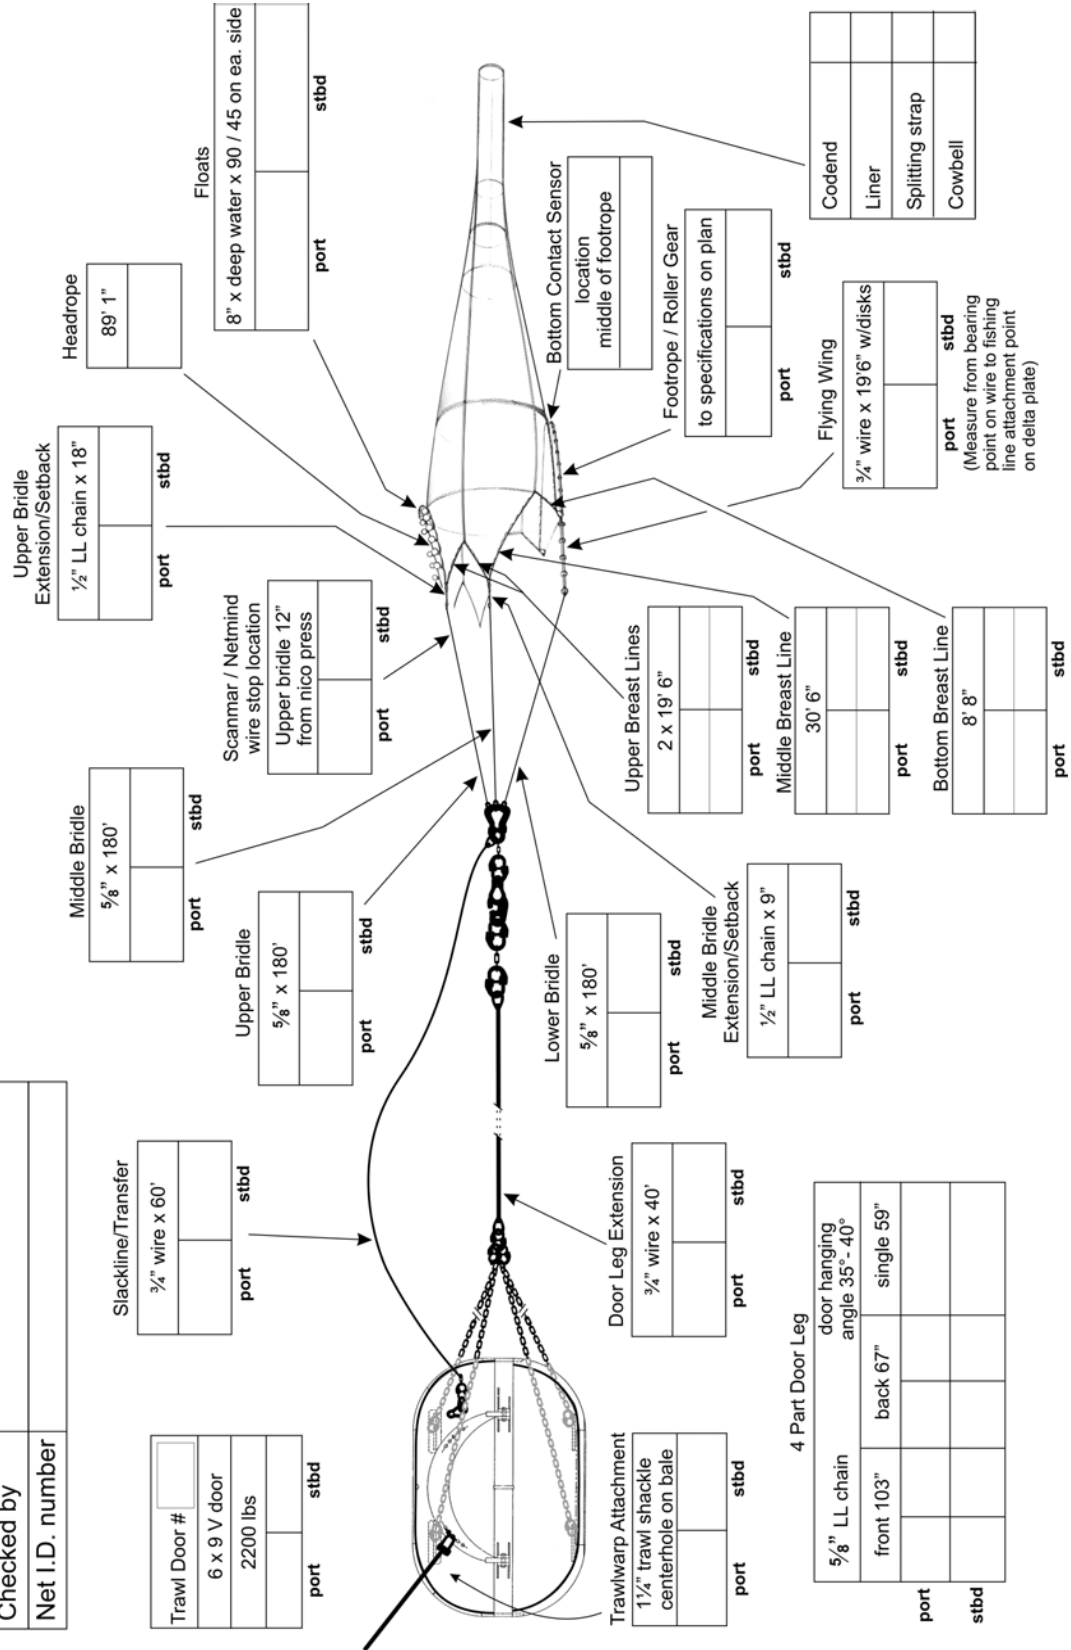 Checked by
Net I.D. number
Trawl Door #
6 x 9 V door
2200 lbs
port stbd
Slackline/Transfer
¾” wire x 60’
port stbd
Upper Bridle
⅝” x 180’
port stbd
Middle Bridle
⅝” x 180’
port stbd
Scanmar / Netmind
wire stop location
Upper bridle 12”
from nico press
port stbd
Upper Bridle
Extension/Setback
½” LL chain x 18”
port stbd
Headrope
89’ 1”
Floats
8” x deep water x 90 / 45 on ea. side
port stbd
Trawlwarp Attachment
1¼” trawl shackle
centerhole on bale
port stbd
Door Leg Extension
¾” wire x 40’
port stbd
Lower Bridle
⅝” x 180’
port stbd
Middle Bridle
Extension/Setback
½” LL chain x 9”
port stbd
Upper Breast Lines
2 x 19’ 6”
port stbd
Middle Breast Line
30’ 6”
port stbd
Bottom Breast Line
8’ 8”
port stbd
Bottom Contact Sensor
location
middle of footrope
Footrope / Roller Gear
to specifications on plan
port stbd
Flying Wing
¾” wire x 19’6” w/disks
port stbd
(Measure from bearing
point on wire to fishing
line attachment point
on delta plate)
Codend
Liner
Splitting strap
Cowbell
4 Part Door Leg
⅝” LL chain
door hanging
angle 35°- 40°
front 103” back 67” single 59”
port
stbd